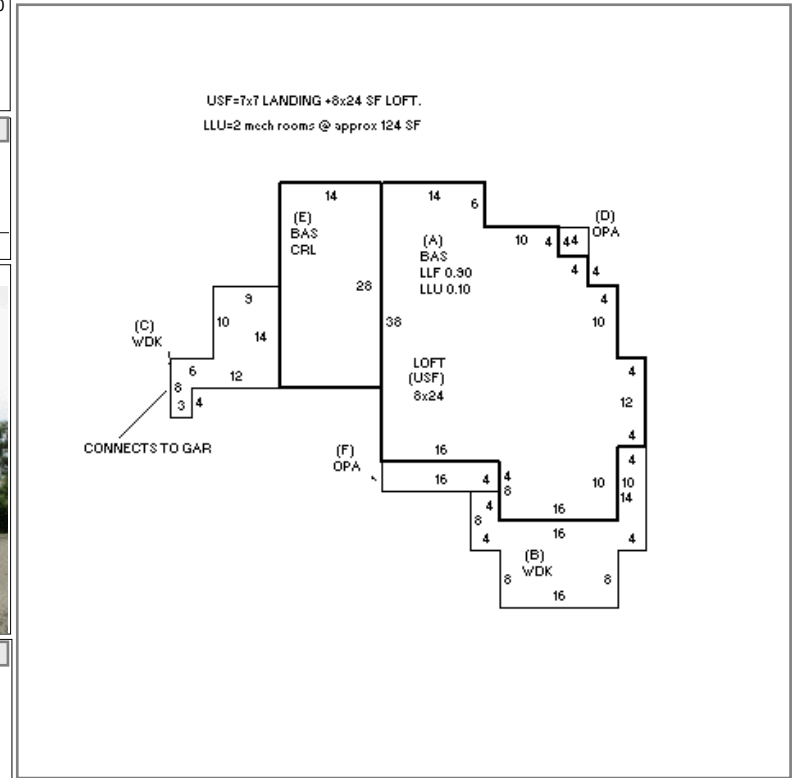 USF=7x7 LANDING +8x24 SF LOFT.
LLU=2 mech rooms @ approx 124 SF
14
14
6
(D)
OPA
(E)
BAS
CRL
(A)
BAS
LLF 0.90
LLU 0.10
10
4
4
4
4
4
4
10
28
9
10
14
38
(C)
WDK
6
12
8
3
4
CONNECTS TO GAR
LOFT
(USF)
8x24
4
12
4
16
(F)
OPA
16
4
4
8
4
10
10
14
4
8
16
16
4
4
(B)
WDK
8
8
16